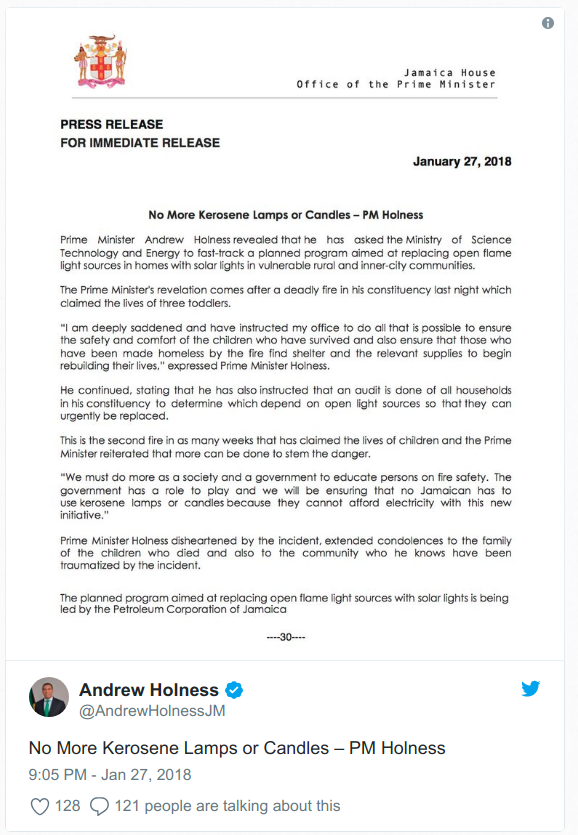 Jamaica House
Office of the Prime Minister
PRESS RELEASE
FOR IMMEDIATE RELEASE
January 27, 2018
No More Kerosene Lamps or Candles – PM Holness
Prime Minister Andrew Holness revealed that he has asked the Ministry of Science
Technology and Energy to fast-track a planned program aimed at replacing open flame
light sources in homes with solar lights in vulnerable rural and inner-city communities.
The Prime Minister's revelation comes after a deadly fire in his constituency last night which
claimed the lives of three toddlers.
"I am deeply saddened and have instructed my office to do all that is possible to ensure
the safety and comfort of the children who have survived and also ensure that those who
have been made homeless by the fire find shelter and the relevant supplies to begin
rebuilding their lives," expressed Prime Minister Holness.
He continued, stating that he has also instructed that an audit is done of all households
in his constituency to determine which depend on open light sources so that they can
urgently be replaced.
This is the second fire in as many weeks that has claimed the lives of children and the Prime
Minister reiterated that more can be done to stem the danger.
"We must do more as a society and a government to educate persons on fire safety. The
government has a role to play and we will be ensuring that no Jamaican has to
use kerosene lamps or candles because they cannot afford electricity with this new
initiative."
Prime Minister Holness disheartened by the incident, extended condolences to the family
of the children who died and also to the community who he knows have been
traumatized by the incident.
The planned program aimed at replacing open flame light sources with solar lights is being
led by the Petroleum Corporation of Jamaica
----30----
Andrew Holness
@AndrewHolnessJM
No More Kerosene Lamps or Candles – PM Holness
9:05 PM - Jan 27, 2018
128 121 people are talking about this